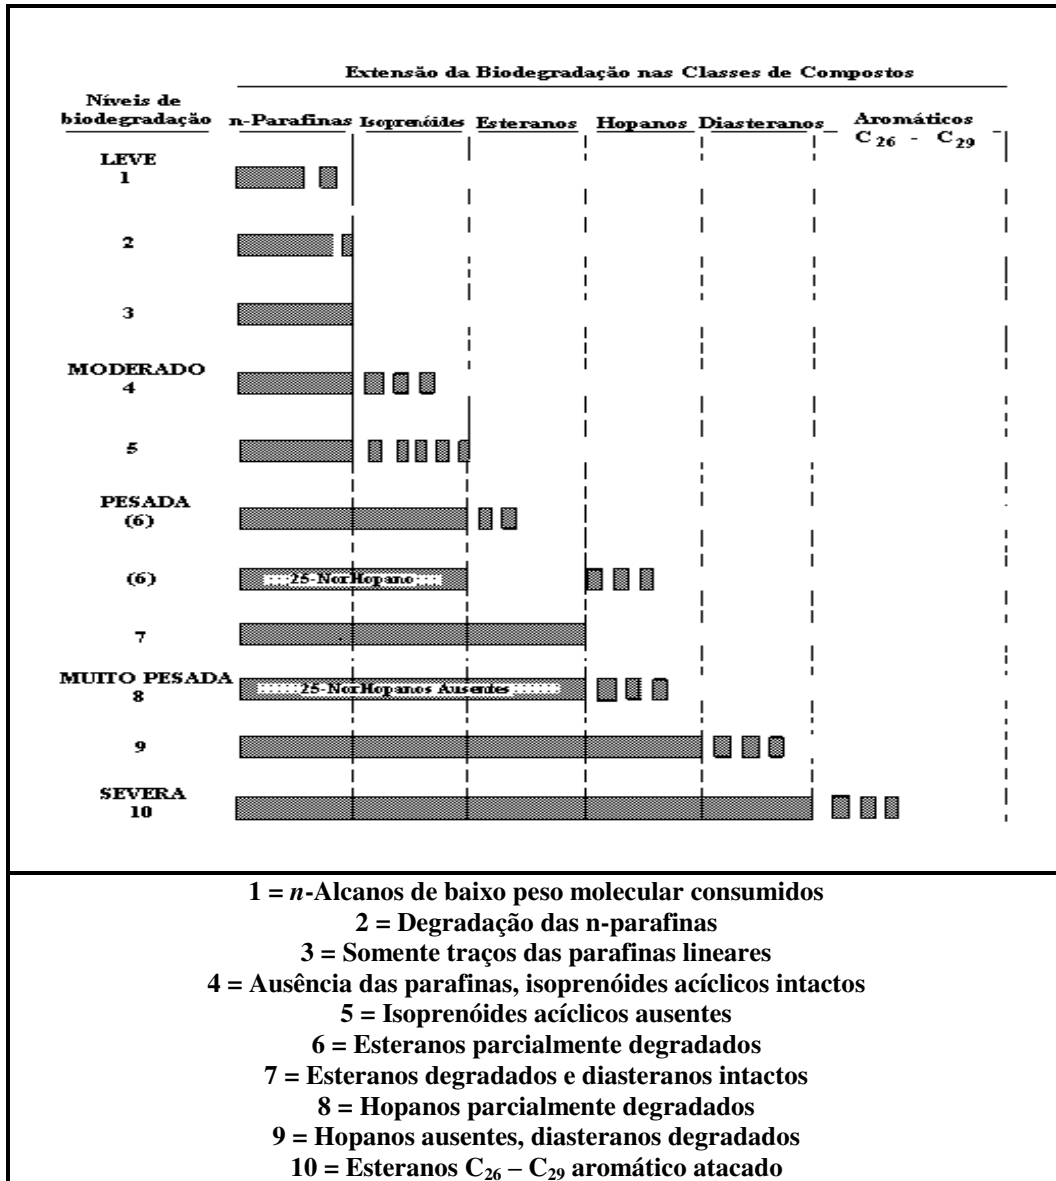 Extensão da Biodegradação nas Classes de Compostos
Níveis de
biodegradação n-Parafinas Isoprenóides Esteranos Hopanos Diasteranos Aromáticos
C26 - C29
LEVE
1
2
3
MODERADO
4
5
PESADA
(6)
(6) 25-NorHopano
7
MUITO PESADA
8 25-NorHopanos Ausentes
9
SEVERA
10
1 = n-Alcanos de baixo peso molecular consumidos
2 = Degradação das n-parafinas
3 = Somente traços das parafinas lineares
4 = Ausência das parafinas, isoprenóides acíclicos intactos
5 = Isoprenóides acíclicos ausentes
6 = Esteranos parcialmente degradados
7 = Esteranos degradados e diasteranos intactos
8 = Hopanos parcialmente degradados
9 = Hopanos ausentes, diasteranos degradados
10 = Esteranos C26 – C29 aromático atacado